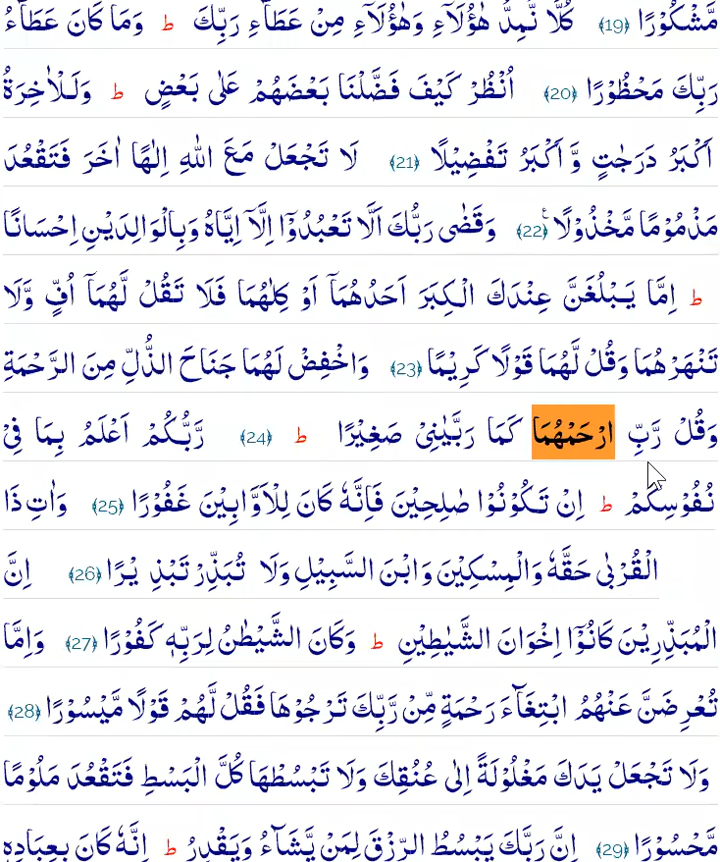 مَّشْكُوْرًا ﴿19﴾ كُلًّا نُّمِدُّ هٰٓؤُلَآءِ وَهٰٓؤُلَآءِ مِنْ عَطَآءِ رَبِّكَ ؕ وَمَا كَانَ عَطَآءُ
رَبِّكَ مَحْظُوْرًا ﴿20﴾ اُنْظُرْ كَيْفَ فَضَّلْنَا بَعْضَهُمْ عَلٰى بَعْضٍ ؕ وَلَـلْاٰخِرَةُ
اَكْبَرُ دَرَجٰتٍ وَّاَكْبَرُ تَفْضِيْلًا ﴿21﴾ لَا تَجْعَلْ مَعَ اللّٰهِ اِلٰهًا اٰخَرَ فَتَقْعُدَ
مَذْمُوْمًا مَّخْذُوْلًا ﴿22﴾ وَقَضٰى رَبُّكَ اَلَّا تَعْبُدُوْۤا اِلَّاۤ اِيَّاهُ وَبِالْوَالِدَيْنِ اِحْسَانًا
ؕ اِمَّا يَـبْلُغَنَّ عِنْدَكَ الْكِبَرَ اَحَدُهُمَاۤ اَوْ كِلٰهُمَا فَلَا تَقُلْ لَّهُمَاۤ اُفٍّ وَّلَا
تَنْهَرْهُمَا وَقُلْ لَّهُمَا قَوْلًا كَرِيْمًا ﴿23﴾ وَاخْفِضْ لَهُمَا جَنَاحَ الذُّلِّ مِنَ الرَّحْمَةِ
وَقُلْ رَّبِّ ارْحَمْهُمَا كَمَا رَبَّيٰنِىْ صَغِيْرًا ؕ ﴿24﴾ رَّبُّكُمْ اَعْلَمُ بِمَا فِىْ
نُفُوْسِكُمْ ؕ اِنْ تَكُوْنُوْا صٰلِحِيْنَ فَاِنَّهٗ كَانَ لِلْاَوَّابِيْنَ غَفُوْرًا ﴿25﴾ وَاٰتِ ذَا
الْقُرْبٰى حَقَّهٗ وَالْمِسْكِيْنَ وَابْنَ السَّبِيْلِ وَلَا تُبَذِّرْ تَبْذِ يْرًا ﴿26﴾ اِنَّ
الْمُبَذِّرِيْنَ كَانُوْۤا اِخْوَانَ الشَّيٰطِيْنِ ؕ وَكَانَ الشَّيْطٰنُ لِرَبِّهٖ كَفُوْرًا ﴿27﴾ وَاِمَّا
تُعْرِضَنَّ عَنْهُمُ ابْتِغَآءَ رَحْمَةٍ مِّنْ رَّبِّكَ تَرْجُوْهَا فَقُلْ لَّهُمْ قَوْلًا مَّيْسُوْرًا ﴿28﴾
وَلَا تَجْعَلْ يَدَكَ مَغْلُوْلَةً اِلٰى عُنُقِكَ وَلَا تَبْسُطْهَا كُلَّ الْبَسْطِ فَتَقْعُدَ مَلُوْمًا
مَّحْسُوْرًا ﴿29﴾ اِنَّ رَبَّكَ يَبْسُطُ الرِّزْقَ لِمَنْ يَّشَآءُ وَيَقْدِرُ ؕ اِنَّهٗ كَانَ بِعِبَادِهٖ